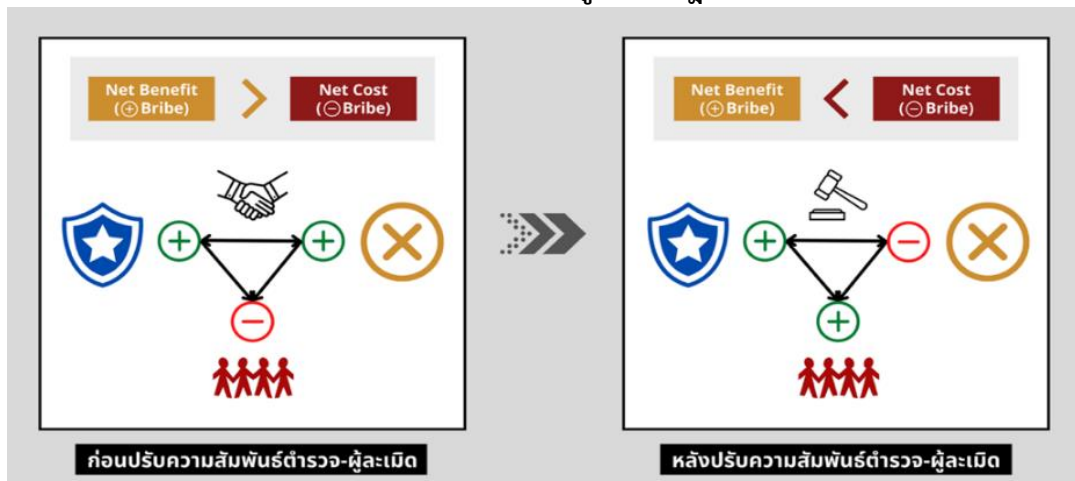 Net Benefit
(⊕Bribe)
>
Net Cost
(⊖Bribe)
Net Benefit
(⊕Bribe)
<
Net Cost
(⊖Bribe)
ก่อนปรับความสัมพันธ์ตำรวจ-ผู้ละเมิด
หลังปรับความสัมพันธ์ตำรวจ-ผู้ละเมิด